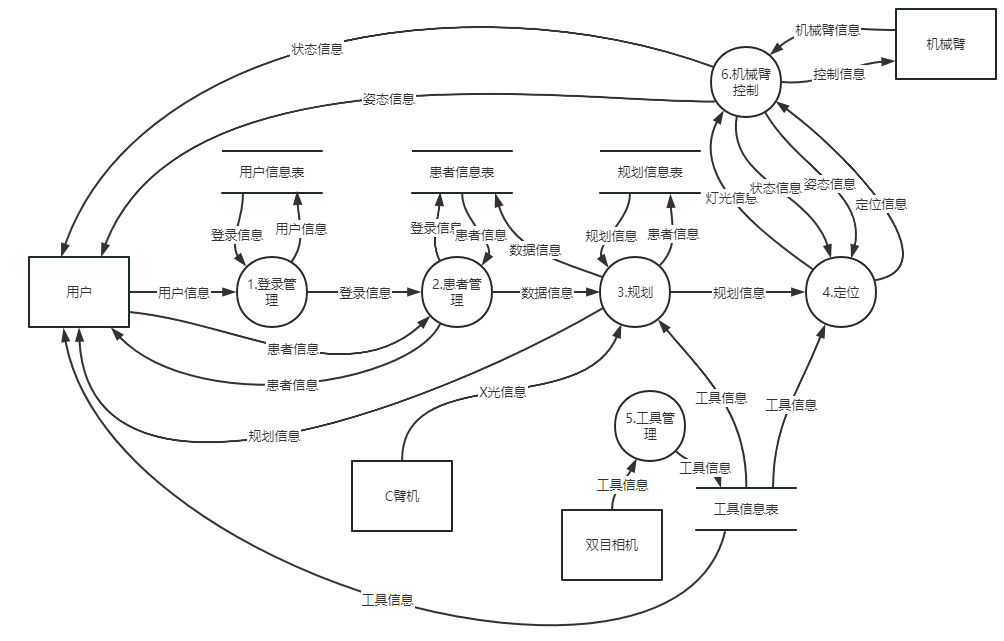 机械臂信息
机械臂
状态信息
6.机械臂
控制
控制信息
姿态信息
用户信息表
患者信息表
规划信息表
灯光信息
状态信息
姿态信息
定位信息
登录信息
用户信息
登录信息
患者信息
数据信息
规划信息
患者信息
用户
用户信息
1.登录管
理
登录信息
2.患者管
理
数据信息
3.规划
规划信息
4.定位
患者信息
患者信息
X光信息
工具信息
工具信息
规划信息
5.工具管
理
工具信息
C臂机
工具信息
工具信息表
双目相机
工具信息